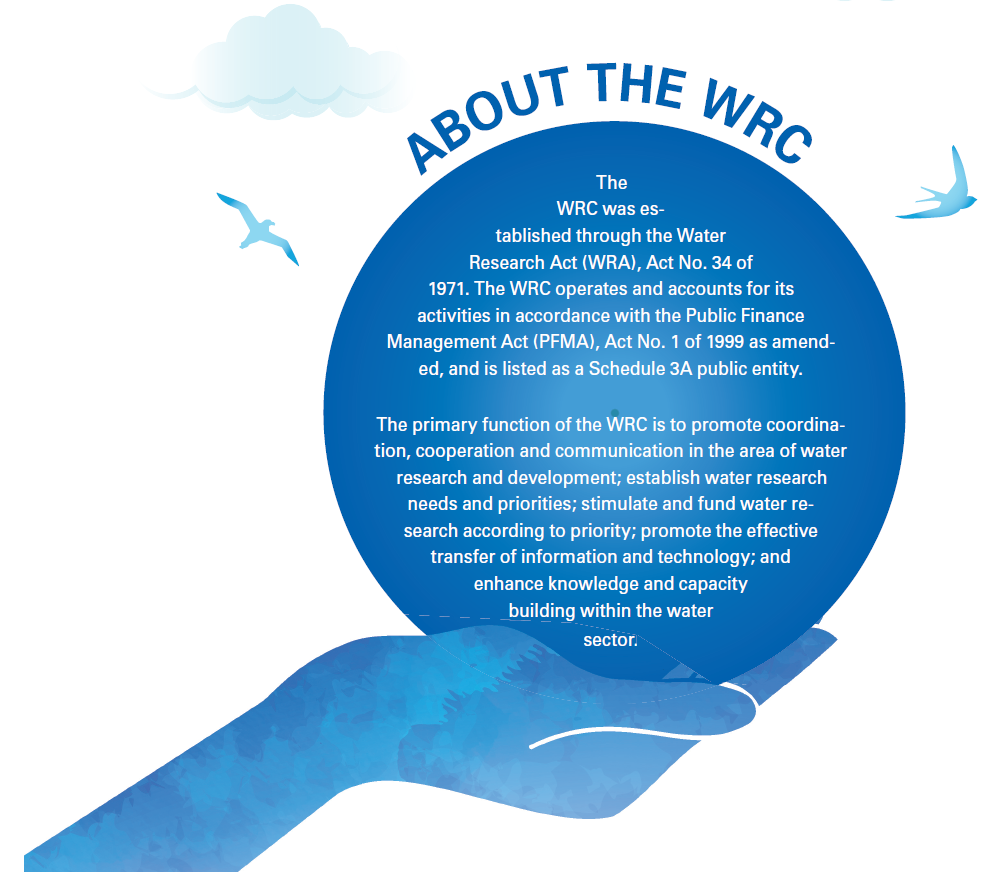 ABOUT THE WRC
The
WRC was es-
tablished through the Water
Research Act (WRA), Act No. 34 of
1971. The WRC operates and accounts for its
activities in accordance with the Public Finance
Management Act (PFMA), Act No. 1 of 1999 as amend-
ed, and is listed as a Schedule 3A public entity.
The primary function of the WRC is to promote coordina-
tion, cooperation and communication in the area of water
research and development; establish water research
needs and priorities; stimulate and fund water re-
search according to priority; promote the effective
transfer of information and technology; and
enhance knowledge and capacity
building within the water
sector.